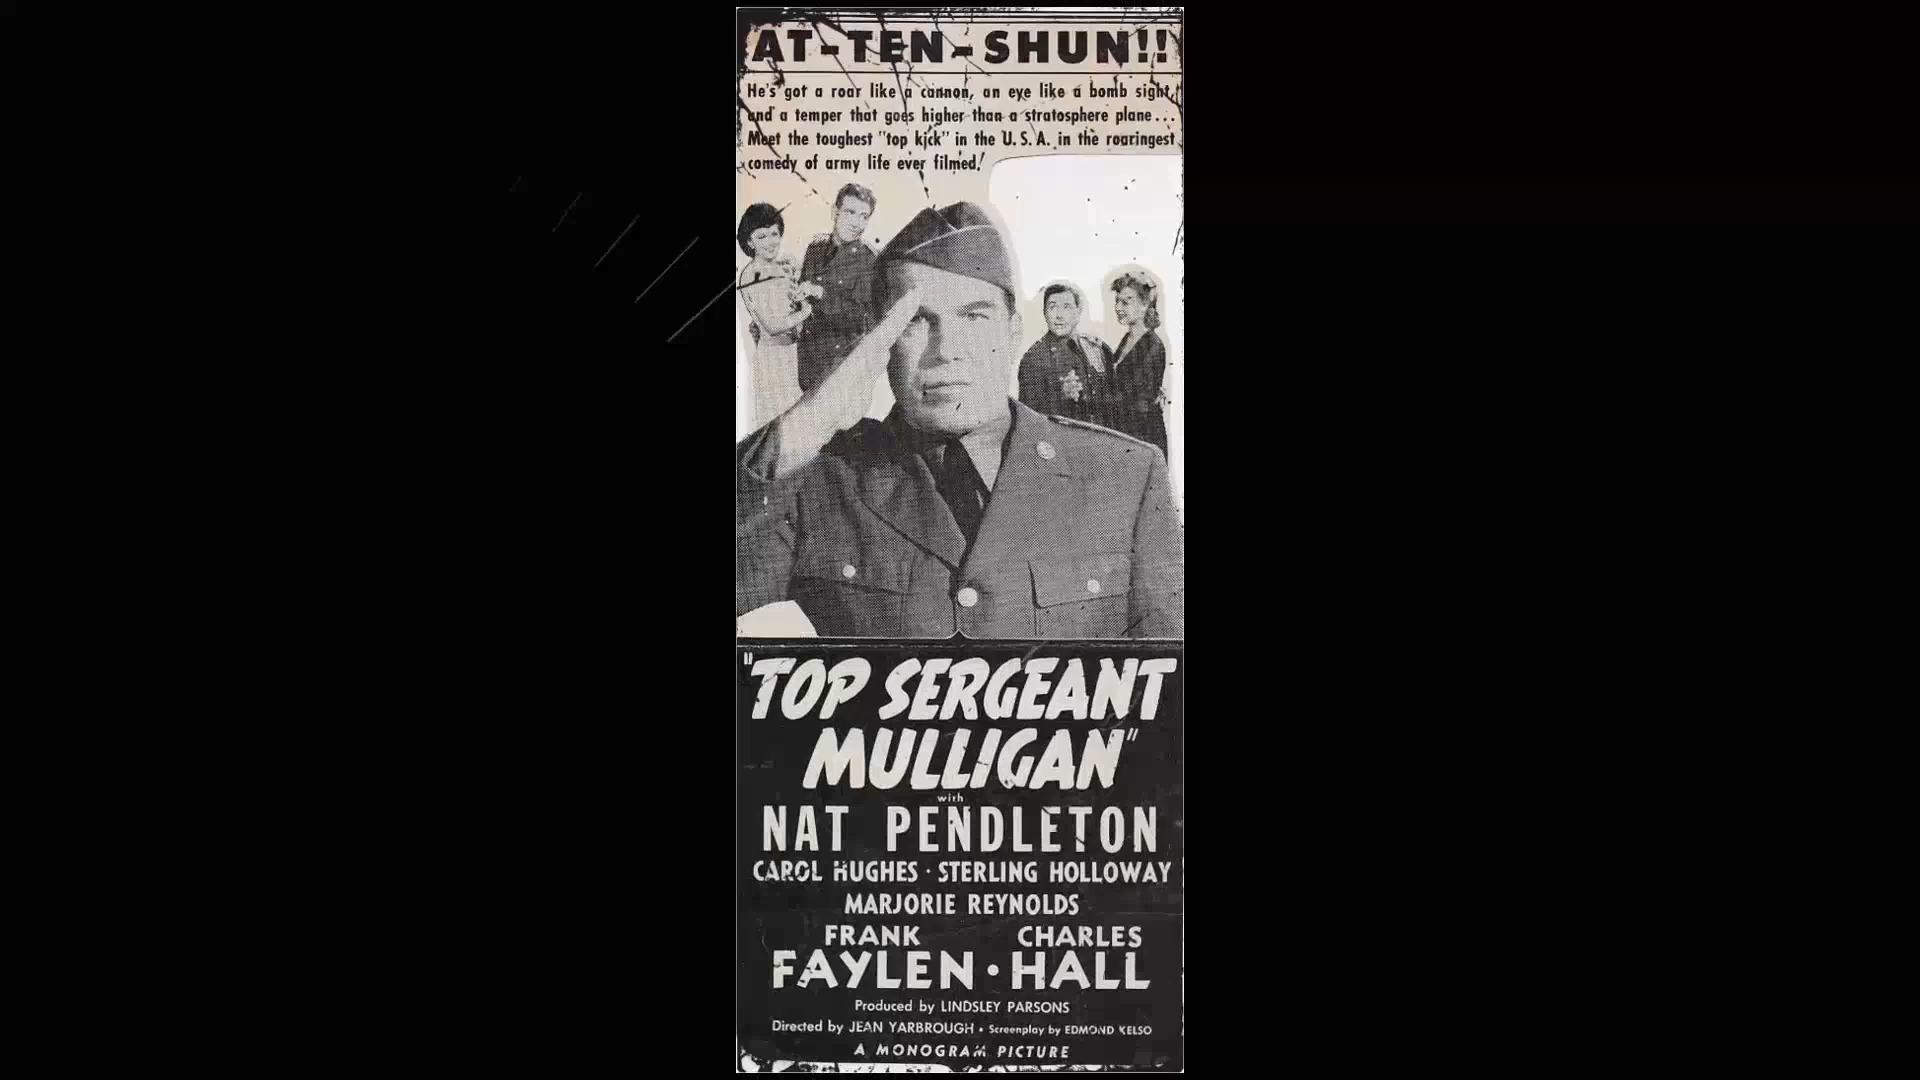 AT-TEN-SHUN!!
He's got a roar like a cannon, an eye like a bomb sight,
and a temper that goes higher than a stratosphere plane...
Meet the toughest "top kick" in the U.S.A. in the roaringest
comedy of army life ever filmed!
"TOP SERGEANT
MULLIGAN"
with
NAT PENDLETON
CAROL HUGHES · STERLING HOLLOWAY
MARJORIE REYNOLDS
FRANK CHARLES
FAYLEN · HALL
Produced by LINDSLEY PARSONS
Directed by JEAN YARBROUGH • Screenplay by EDMOND KELSO
A MONOGRAM PICTURE